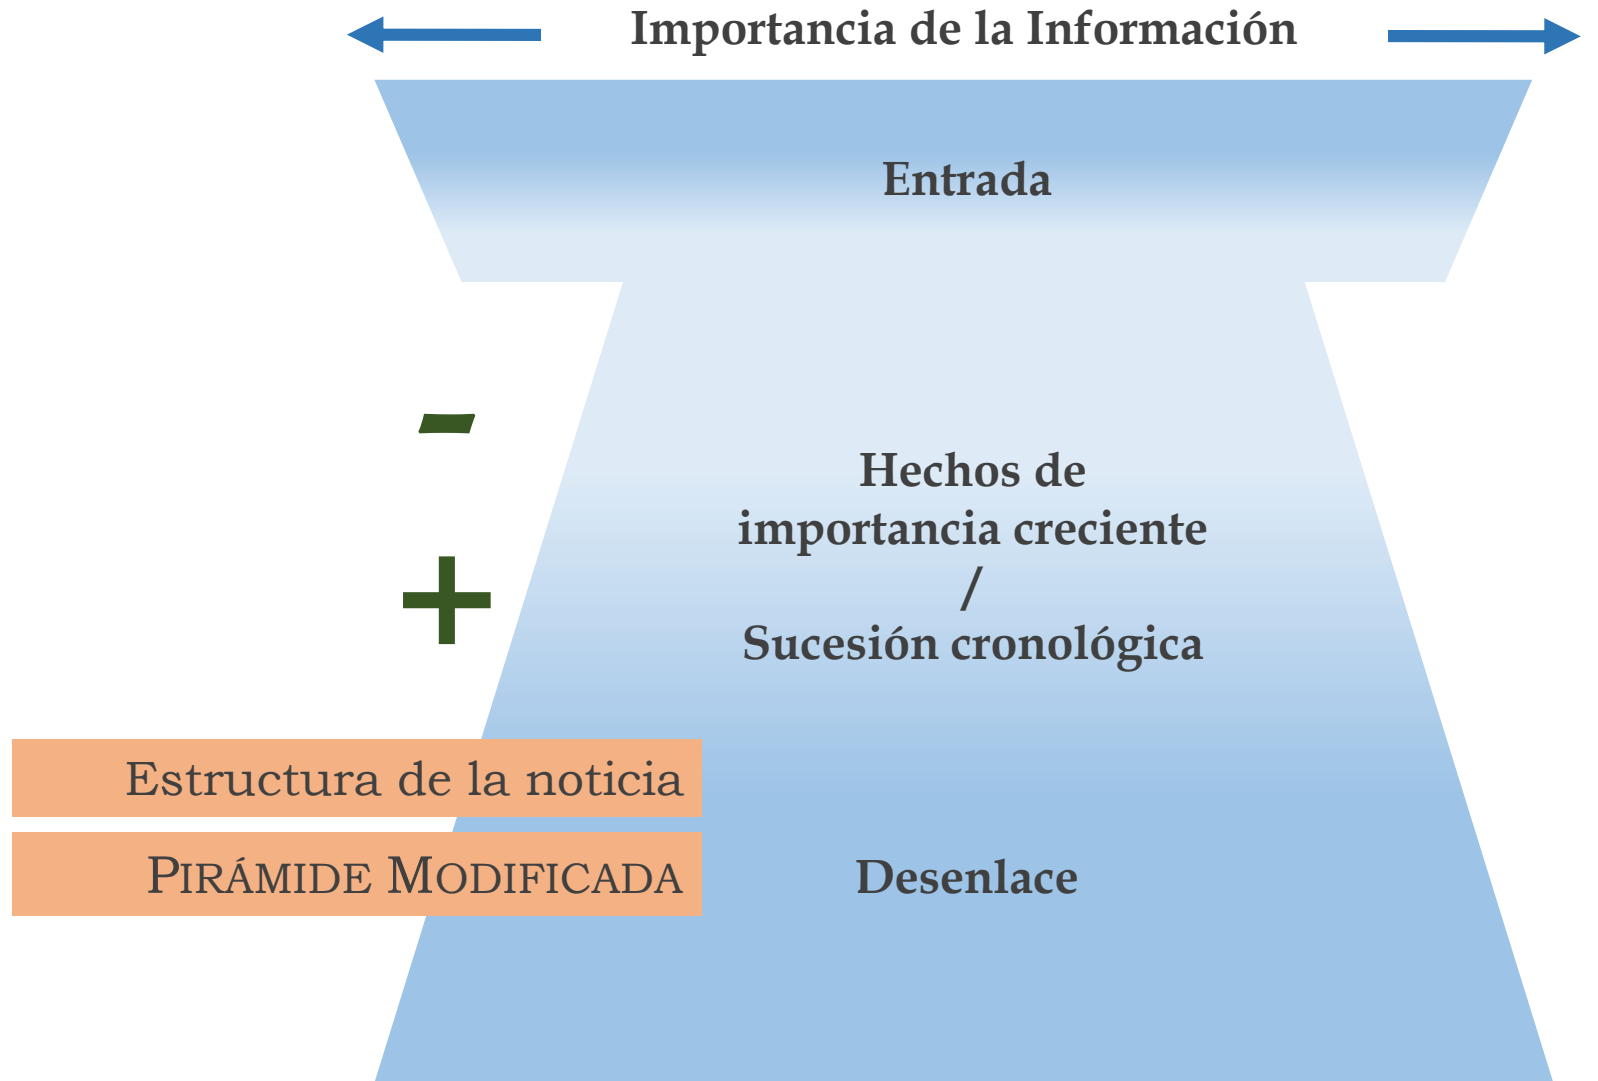 Importancia de la Información
Entrada
-
Hechos de
importancia creciente
+
/
Sucesión cronológica
Estructura de la noticia
PIRÁMIDE MODIFICADA
Desenlace